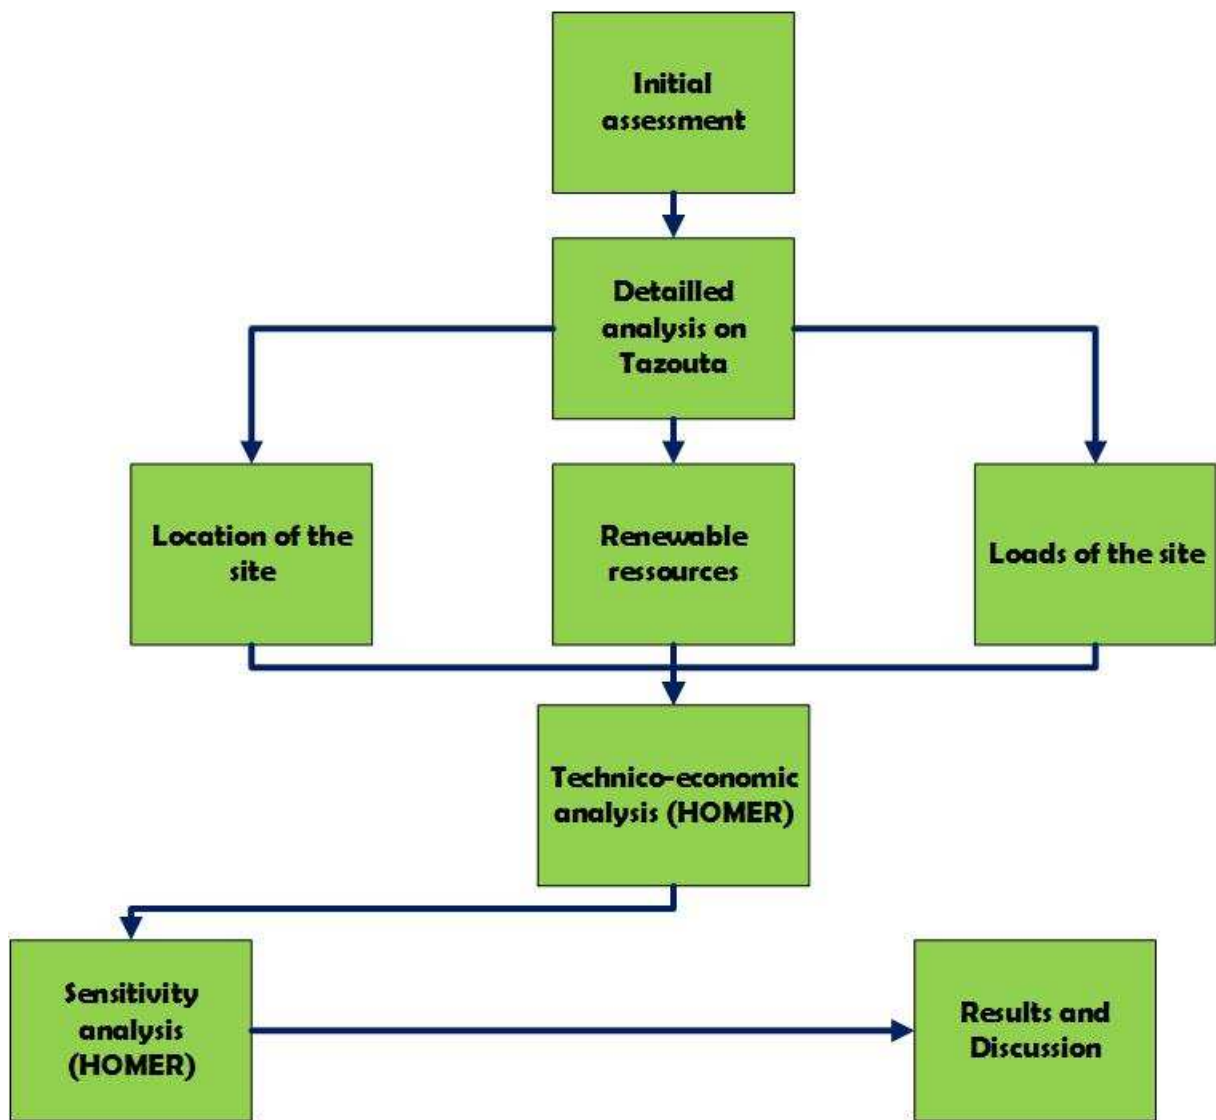 Initial
assessment
Detailled
analysis on
Tazouta
Location of the
site
Renewable
ressources
Loads of the site
Technico-economic
analysis (HOMER)
Sensitivity
analysis
(HOMER)
Results and
Discussion